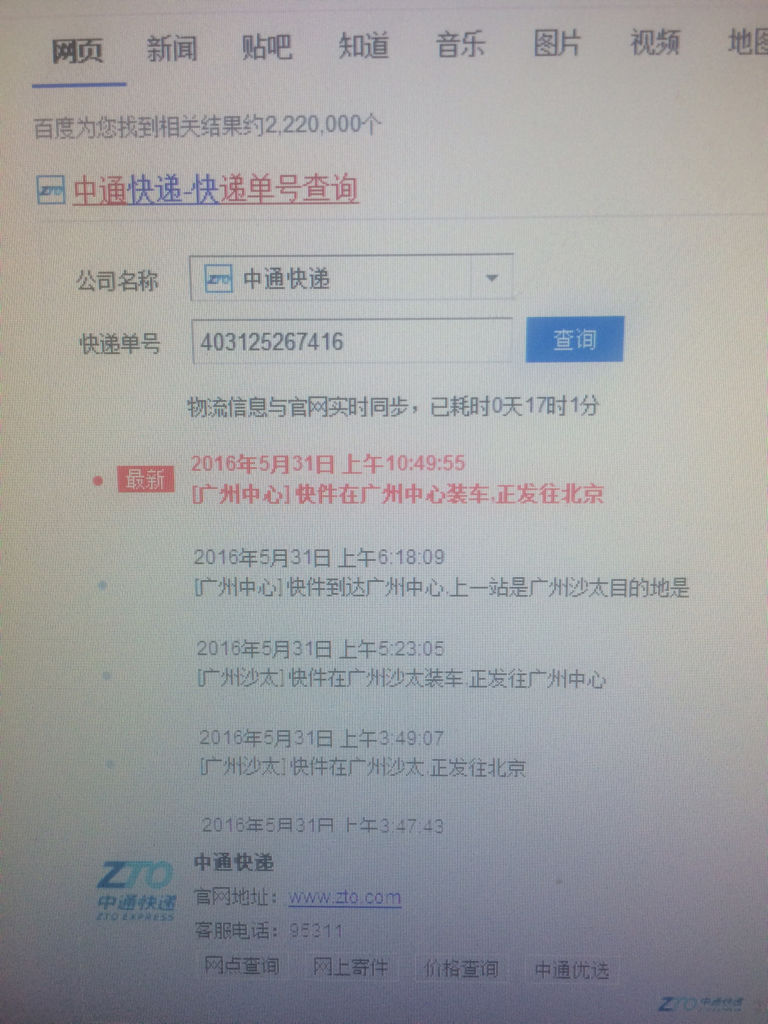 网页 新闻 贴吧 知道 音乐 图片 视频 地图
百度为您找到相关结果约2,220,000个
ZTO 中通快递-快递单号查询
公司名称 ZTO 中通快递
快递单号 403125267416 查询
物流信息与官网实时同步，已耗时0天17时1分
最新 2016年5月31日 上午10:49:55
[广州中心] 快件在广州中心装车,正发往北京
2016年5月31日 上午6:18:09
[广州中心] 快件到达广州中心,上一站是广州沙太目的地是
2016年5月31日 上午5:23:05
[广州沙太] 快件在广州沙太装车,正发往广州中心
2016年5月31日 上午3:49:07
[广州沙太] 快件在广州沙太,正发往北京
2016年5月31日 上午3:47:43
ZTO 中通快递
中通快递 官网地址：www.zto.com
ZTO EXPRESS
客服电话：95311
网点查询 网上寄件 价格查询 中通优选
ZTO 中通快递